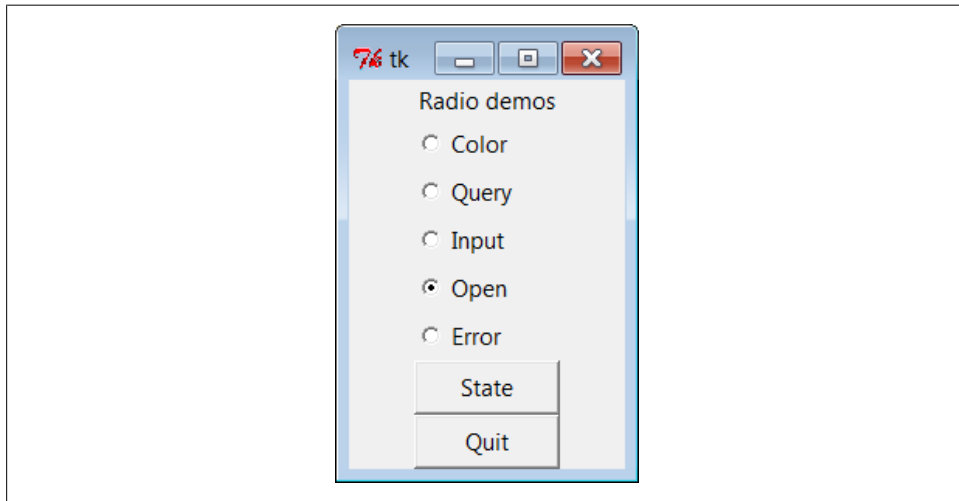 tk
Radio demos
Color
Query
Input
Open
Error
State
Quit